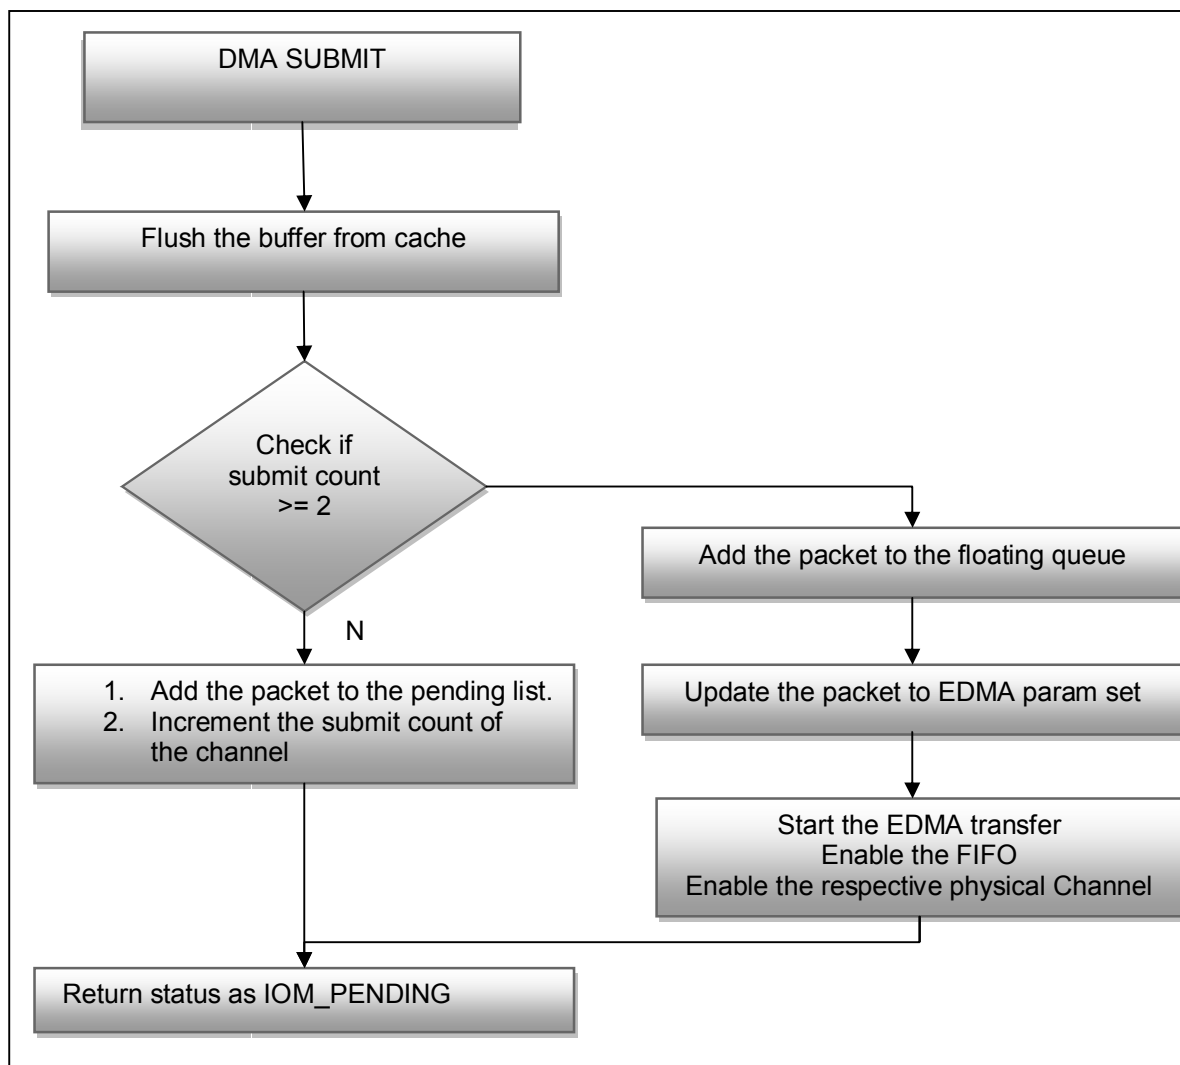 DMA SUBMIT
Flush the buffer from cache
Check if
submit count
>= 2
Add the packet to the floating queue
N
1. Add the packet to the pending list.
2. Increment the submit count of
the channel
Update the packet to EDMA param set
Start the EDMA transfer
Enable the FIFO
Enable the respective physical Channel
Return status as IOM_PENDING